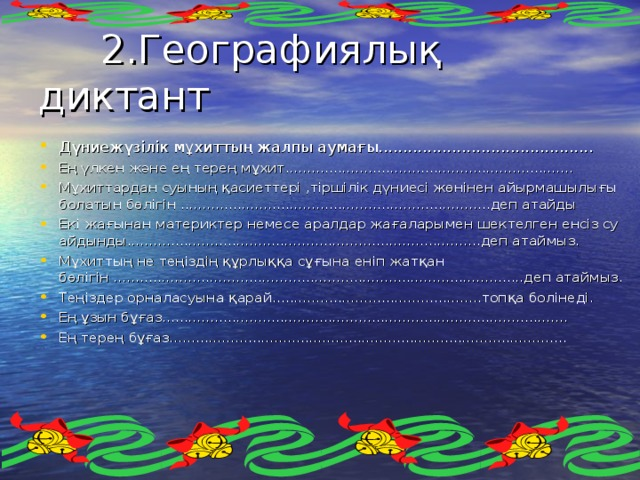 2.Географиялық
диктант
Дүниежүзілік мұхиттың жалпы аумағы............................................
Ең үлкен және ең терең мұхит..................................................................
Мұхиттардан суының қасиеттері ,тіршілік дүниесі жөнінен айырмашылығы
болатын бөлігін .......................................................................деп атайды
Екі жағынан материктер немесе аралдар жағаларымен шектелген енсіз су
айдынды.................................................................................деп атаймыз.
Мұхиттың не теңіздің құрлыққа сұғына еніп жатқан
бөлігін ..............................................................................................деп атаймыз.
Теңіздер орналасуына қарай................................................топқа болінеді.
Ең ұзын бұғаз.............................................................................................
Ең терең бұғаз...........................................................................................